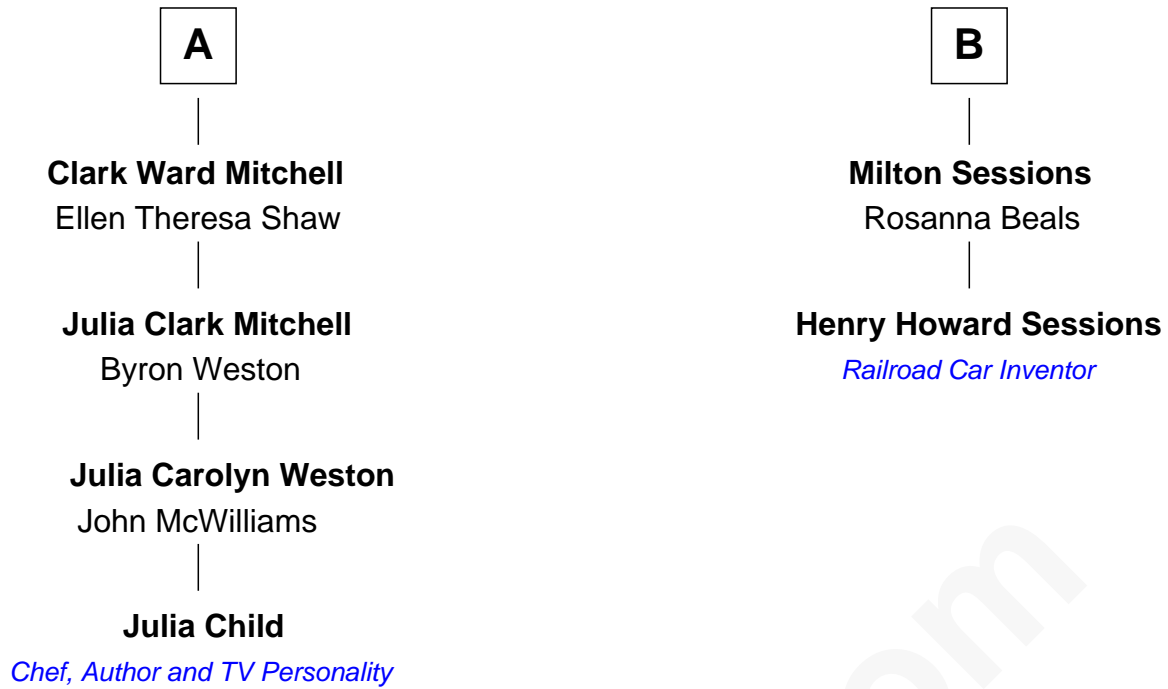 A
Clark Ward Mitchell
Ellen Theresa Shaw
Julia Clark Mitchell
Byron Weston
Julia Carolyn Weston
John McWilliams
Julia Child
Chef, Author and TV Personality
B
Milton Sessions
Rosanna Beals
Henry Howard Sessions
Railroad Car Inventor
om